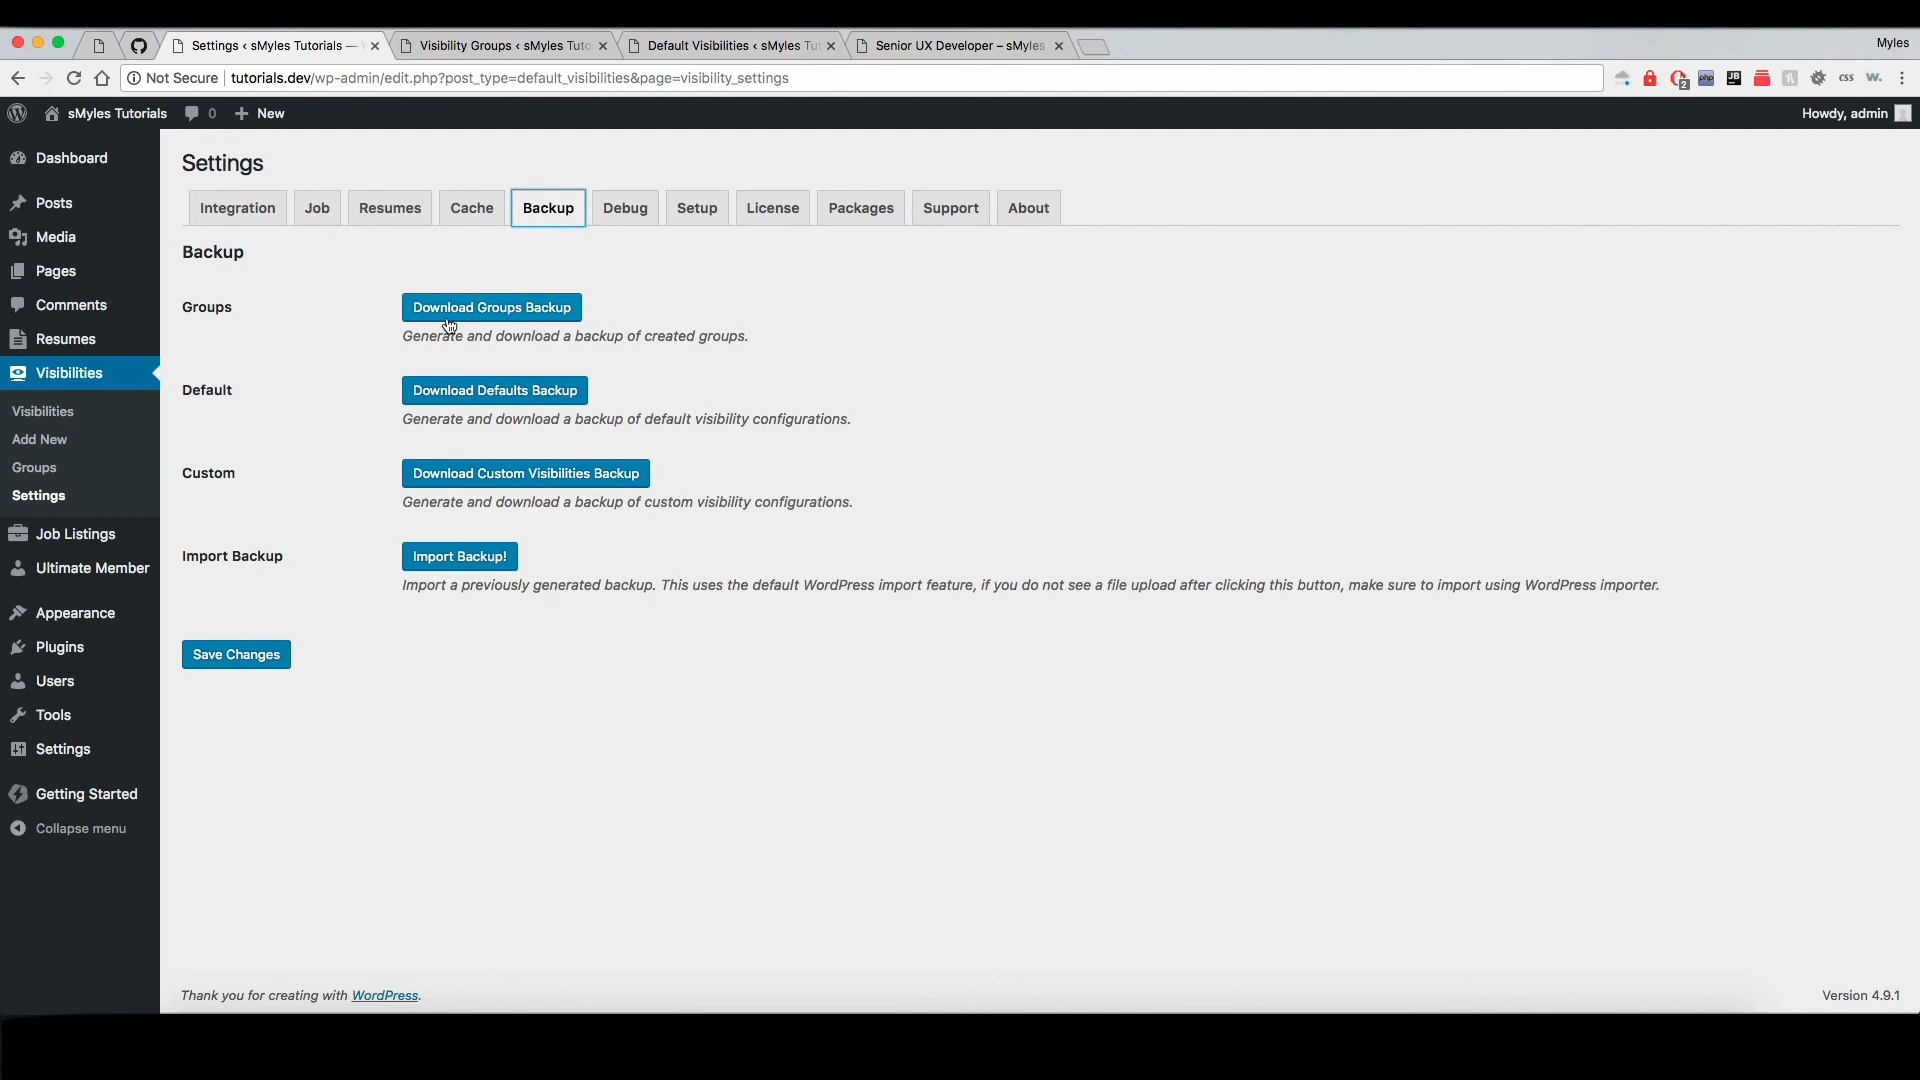 Settings ‹ sMyles Tutorials —
Visibility Groups ‹ sMyles Tuto
Default Visibilities ‹ sMyles Tut
Senior UX Developer – sMyles
Myles
Not Secure
tutorials.dev/wp-admin/edit.php?post_type=default_visibilities&page=visibility_settings
2
php
JB
css
w.
sMyles Tutorials
0
New
Howdy, admin
Dashboard
Posts
Media
Pages
Comments
Resumes
Visibilities
Visibilities
Add New
Groups
Settings
Job Listings
Ultimate Member
Appearance
Plugins
Users
Tools
Settings
Getting Started
Collapse menu
Settings
Integration
Job
Resumes
Cache
Backup
Debug
Setup
License
Packages
Support
About
Backup
Groups
Download Groups Backup
Generate and download a backup of created groups.
Default
Download Defaults Backup
Generate and download a backup of default visibility configurations.
Custom
Download Custom Visibilities Backup
Generate and download a backup of custom visibility configurations.
Import Backup
Import Backup!
Import a previously generated backup. This uses the default WordPress import feature, if you do not see a file upload after clicking this button, make sure to import using WordPress importer.
Save Changes
Thank you for creating with WordPress.
Version 4.9.1